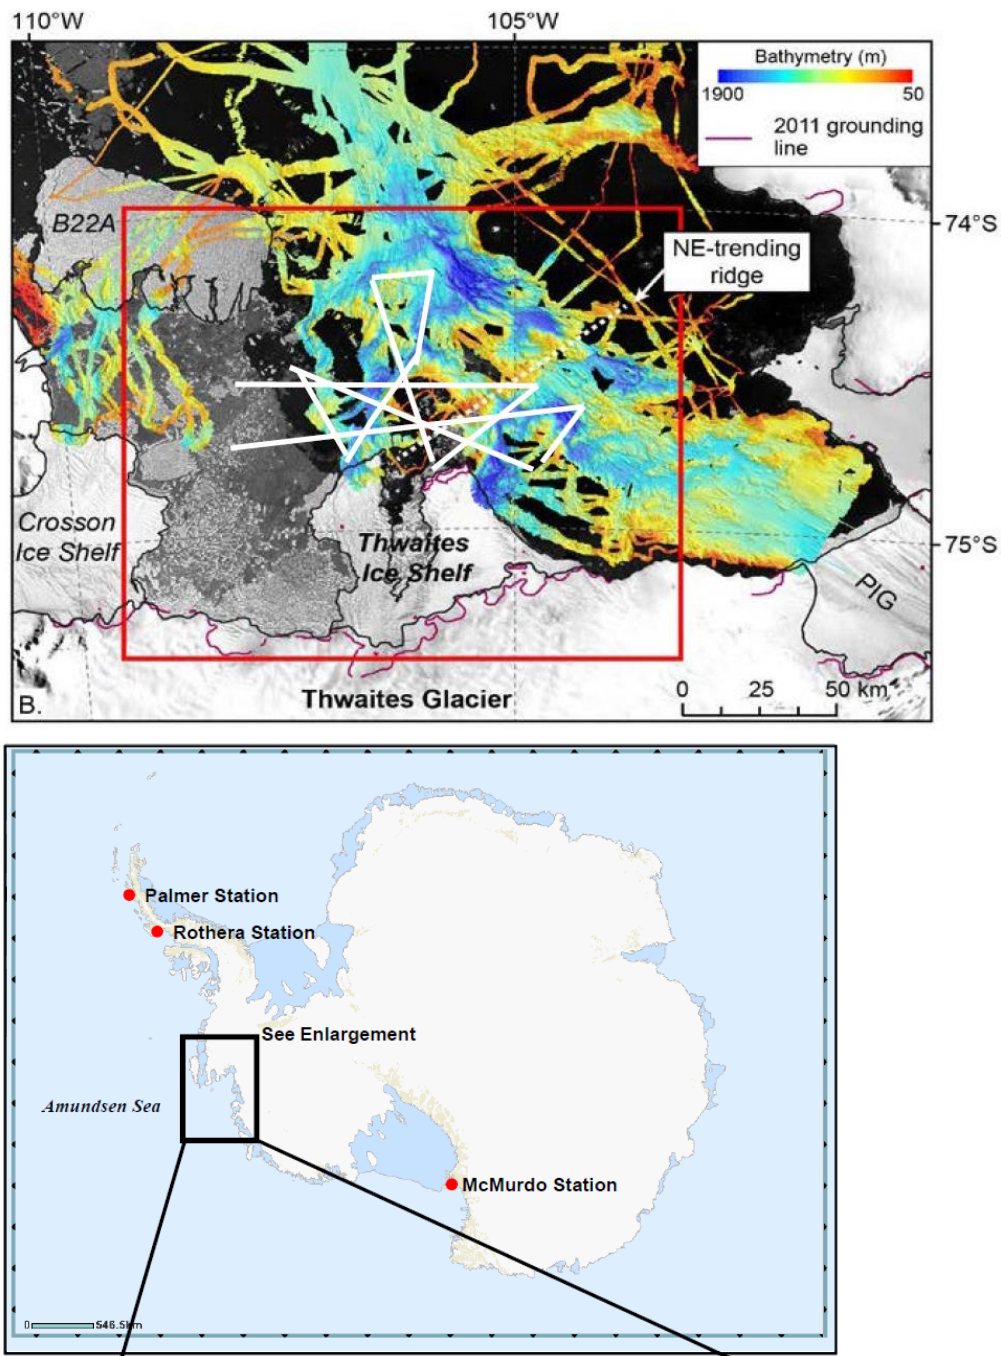 110°W
105°W
Bathymetry (m)
1900
50
2011 grounding
line
B22A
74°S
NE-trending
ridge
Crosson
Ice Shelf
Thwaites
Ice Shelf
75°S
PIG
Thwaites Glacier
B.
0
25
50 km
Palmer Station
Rothera Station
See Enlargement
Amundsen Sea
McMurdo Station
0
546.5km